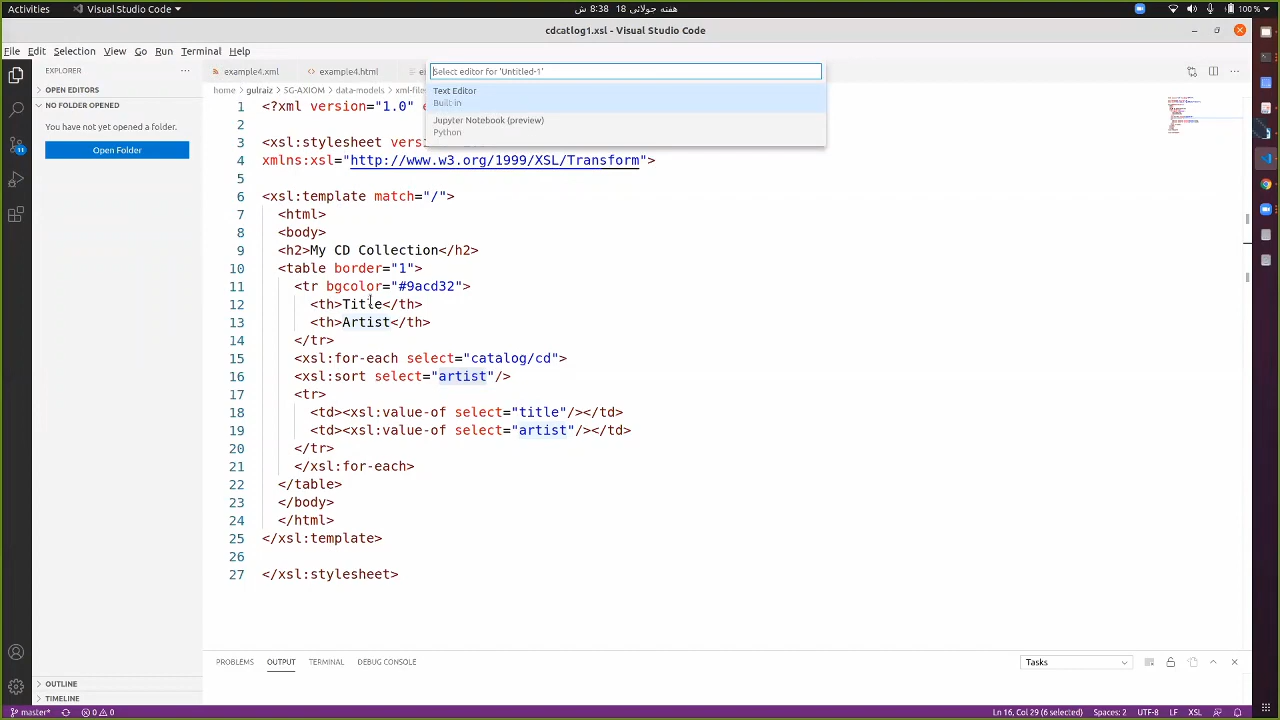 Activities
Visual Studio Code
هفته جولائی 18 8:38 ش
100 %
cdcatlog1.xsl - Visual Studio Code
File Edit Selection View Go Run Terminal Help
EXPLORER
OPEN EDITORS
NO FOLDER OPENED
You have not yet opened a folder.
Open Folder
OUTLINE
TIMELINE
example4.xml
example4.html
Select editor for 'Untitled-1'
Text Editor
Built-in
Jupyter Notebook (preview)
Python
home > gulraiz > SG-AXIOM > data-models >
1 <?xml version="1.0"
2
3 <xsl:stylesheet
4 xmlns:xsl="http://www.w3.org/1999/XSL/Transform">
5
6 <xsl:template match="/">
7 <html>
8 <body>
9 <h2>My CD Collection</h2>
10 <table border="1">
11 <tr bgcolor="#9acd32">
12 <th>Title</th>
13 <th>Artist</th>
14 </tr>
15 <xsl:for-each select="catalog/cd">
16 <xsl:sort select="artist"/>
17 <tr>
18 <td><xsl:value-of select="title"/></td>
19 <td><xsl:value-of select="artist"/></td>
20 </tr>
21 </xsl:for-each>
22 </table>
23 </body>
24 </html>
25 </xsl:template>
26
27 </xsl:stylesheet>
PROBLEMS OUTPUT TERMINAL DEBUG CONSOLE
Tasks
11
master* 0 0
Ln 16, Col 29 (6 selected) Spaces: 2 UTF-8 LF XSL